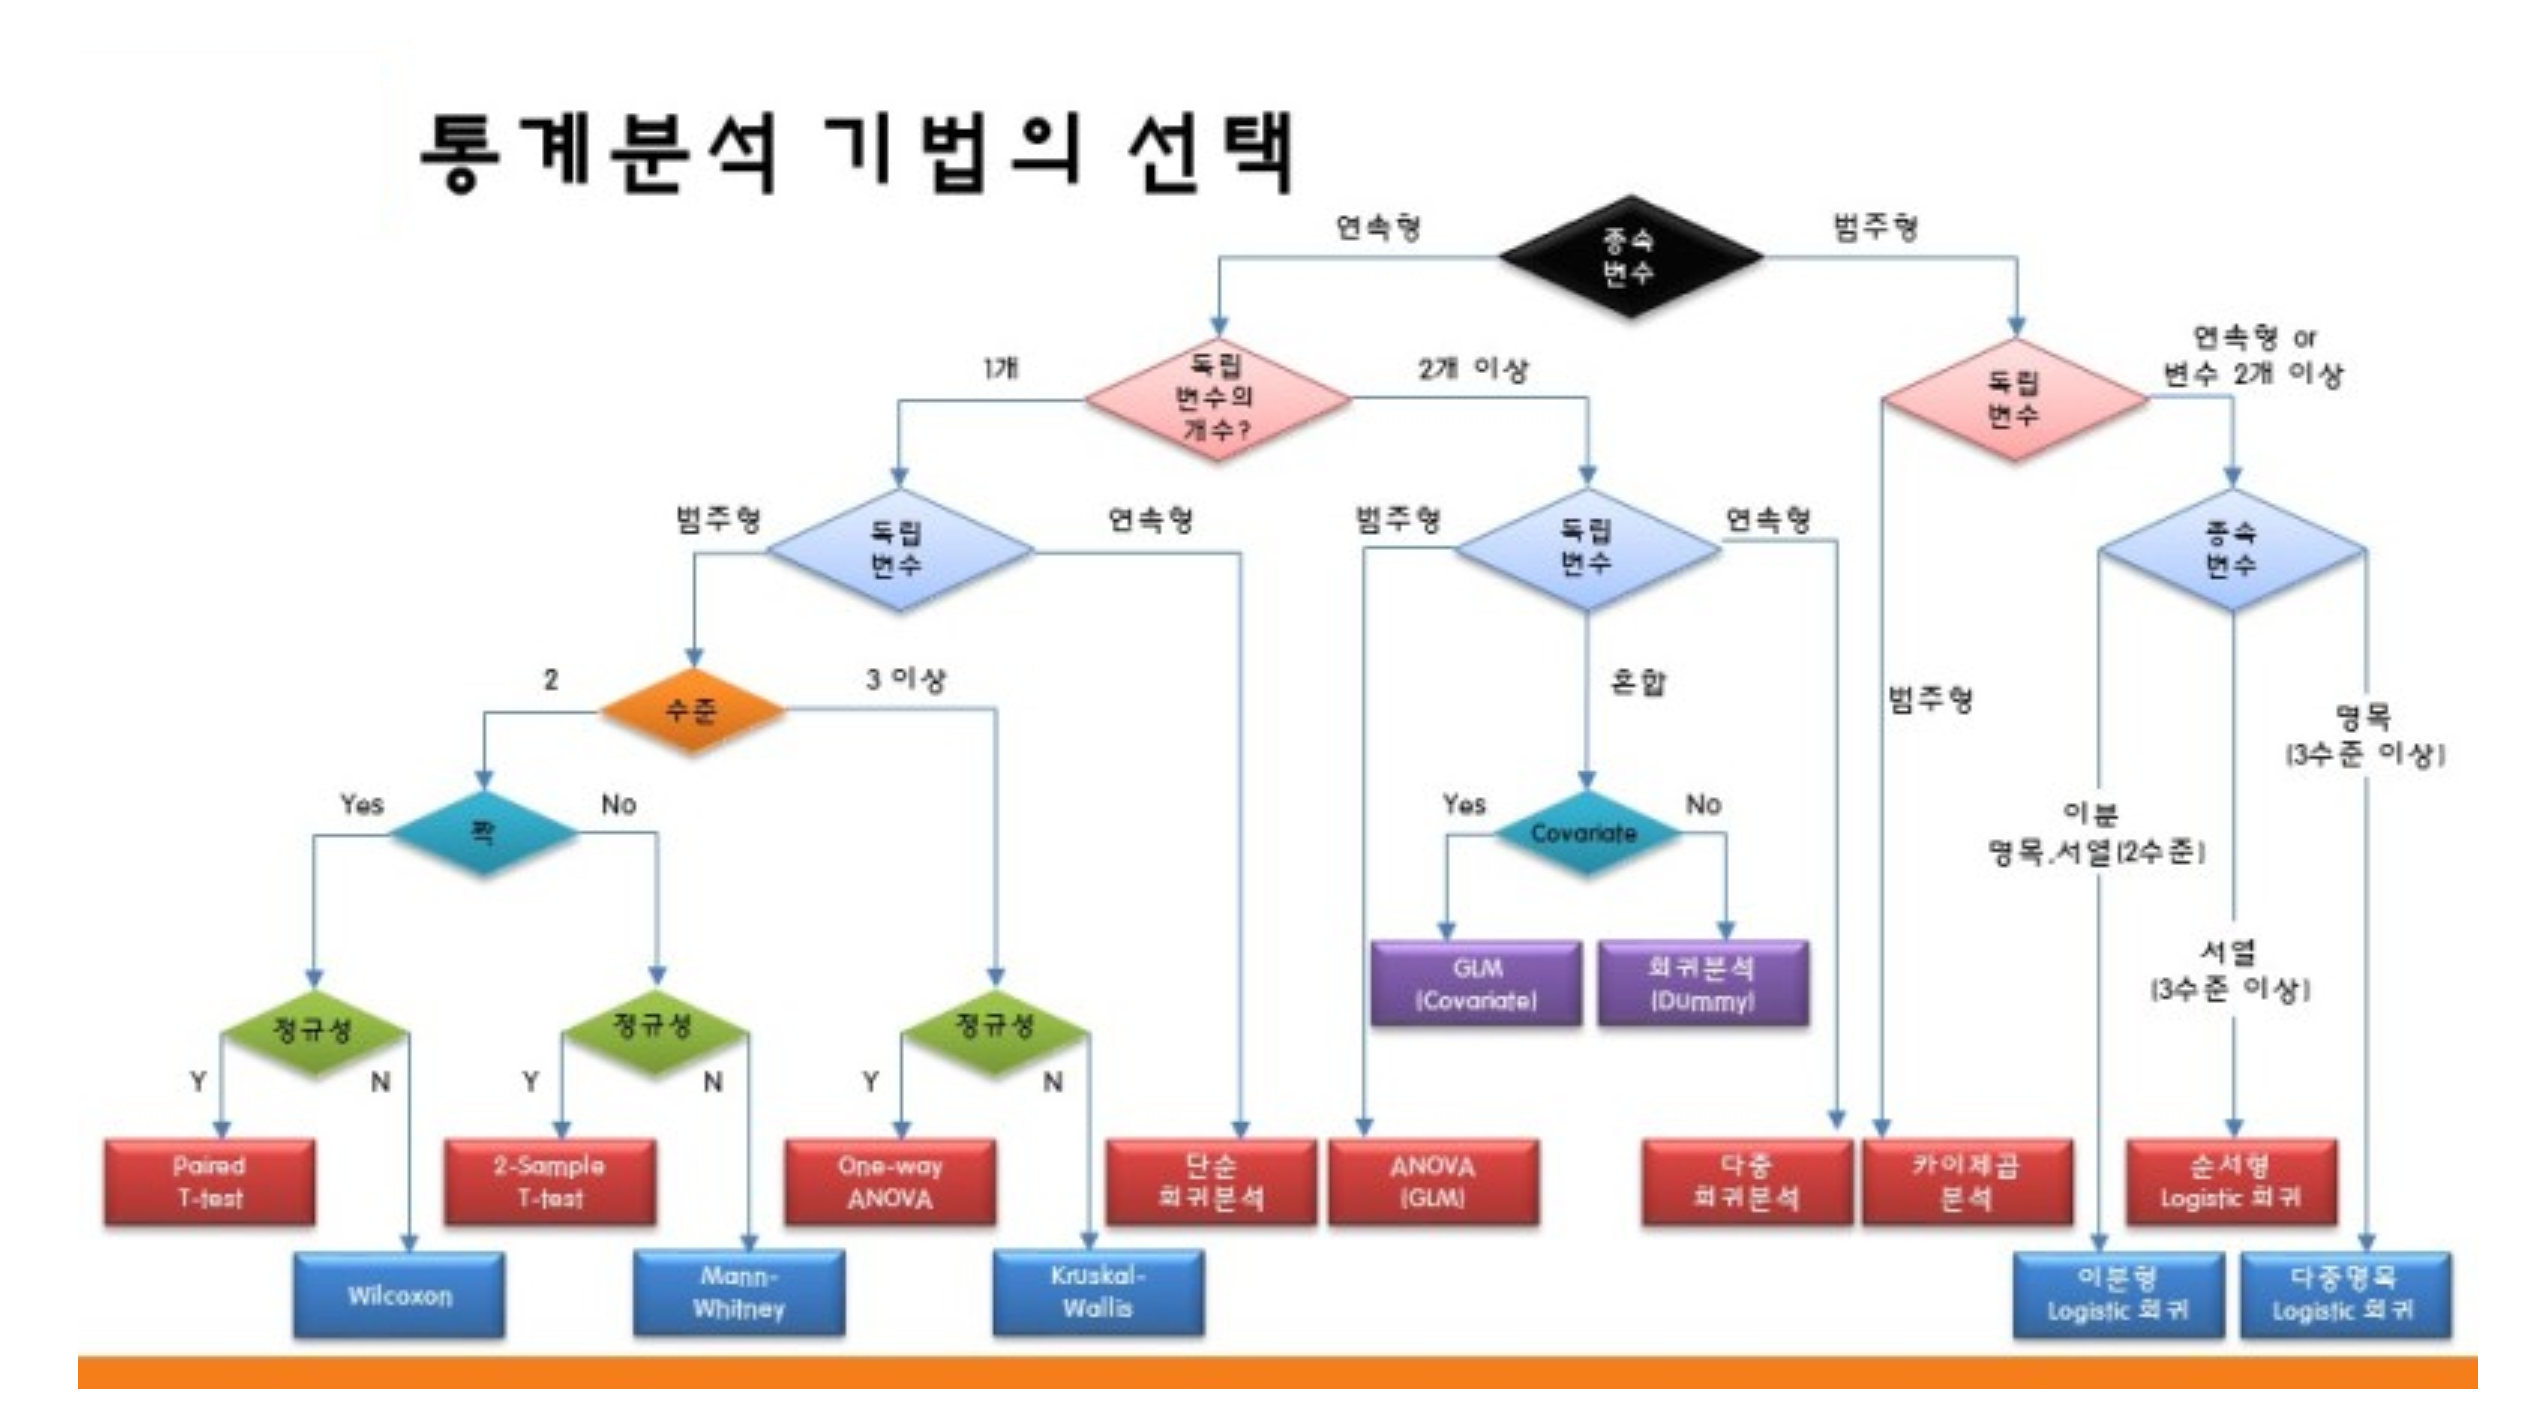 통계분석 기법의 선택
연속형
종속
변수
범주형
1개
독립
변수의
개수?
2개 이상
독립
변수
연속형 or
변수 2개 이상
범주형
독립
변수
연속형
범주형
독립
변수
연속형
종속
변수
2
수준
3 이상
혼합
범주형
명목
(3수준 이상)
Yes
짝
No
Yes
Covariate
No
이분
명목.서열(2수준)
GLM
(Covariate)
회귀분석
(Dummy)
서열
(3수준 이상)
정규성
정규성
정규성
Y
N
Y
N
Y
N
Paired
T-test
2-Sample
T-test
One-way
ANOVA
단순
회귀분석
ANOVA
(GLM)
다중
회귀분석
카이제곱
분석
순서형
Logistic 회귀
Wilcoxon
Mann-
Whitney
Kruskal-
Wallis
이분형
Logistic 회귀
다중명목
Logistic 회귀